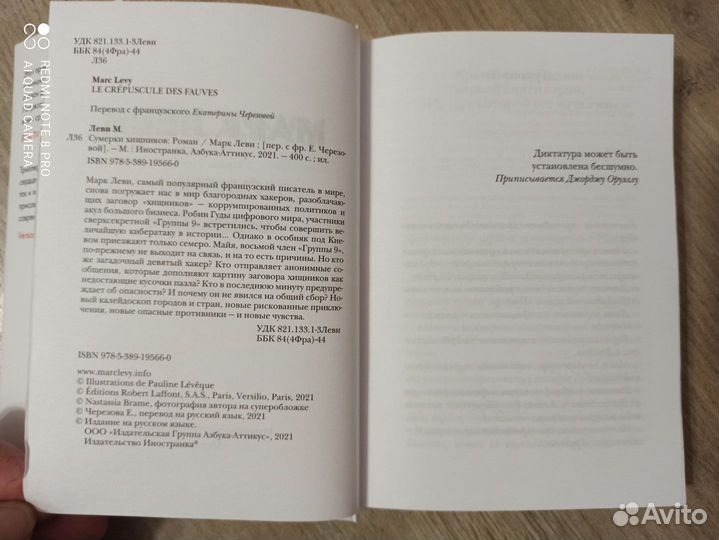 УДК 821.133.1-3Леви
ББК 84(4Фра)-44
Л36
Marc Levy
LE CRÉPUSCULE DES FAUVES
Перевод с французского Екатерины Черезовой
Леви М.
Л36 Сумерки хищников: Роман / Марк Леви ; [пер. с фр. Е. Черезо-
вой]. – М. : Иностранка, Азбука-Аттикус, 2021. – 400 с. ; ил.
ISBN 978-5-389-19566-0
Марк Леви, самый популярный французский писатель в мире,
снова погружает нас в мир благородных хакеров, разоблачаю-
щих заговор «хищников» – коррумпированных политиков и
акул большого бизнеса. Робин Гуды цифрового мира, участники
сверхсекретной «Группы 9» встретились, чтобы совершить ве-
личайшую кибератаку в истории... Однако в особняк под Кие-
вом приезжают только семеро. Майя, восьмой член «Группы 9»,
по-прежнему не выходит на связь, и на то есть причины. Но кто
же загадочный девятый хакер? Кто отправляет анонимные со-
общения, которые дополняют картину заговора хищников как
недостающие кусочки пазла? Кто в последнюю минуту предупре-
ждает об опасности? И почему он не явился на общий сбор? Но-
вый калейдоскоп городов и стран, новые рискованные приклю-
чения, новые опасные противники – и новые чувства.
УДК 821.133.1-3Леви
ББК 84(4Фра)-44
ISBN 978-5-389-19566-0
www.marclevy.info
© Illustrations de Pauline Lévêque
© Éditions Robert Laffont, S.A.S., Paris, Versilio, Paris, 2021
© Nastassia Brame, фотография автора на суперобложке
© Черезова Е., перевод на русский язык, 2021
© Издание на русском языке.
ООО «Издательская Группа Азбука-Аттикус», 2021
Издательство Иностранка®
Диктатура может быть
установлена бесшумно.
Приписывается Джорджу Оруэллу
REDMI NOTE 8 PRO
AI QUAD CAMERA
Avito